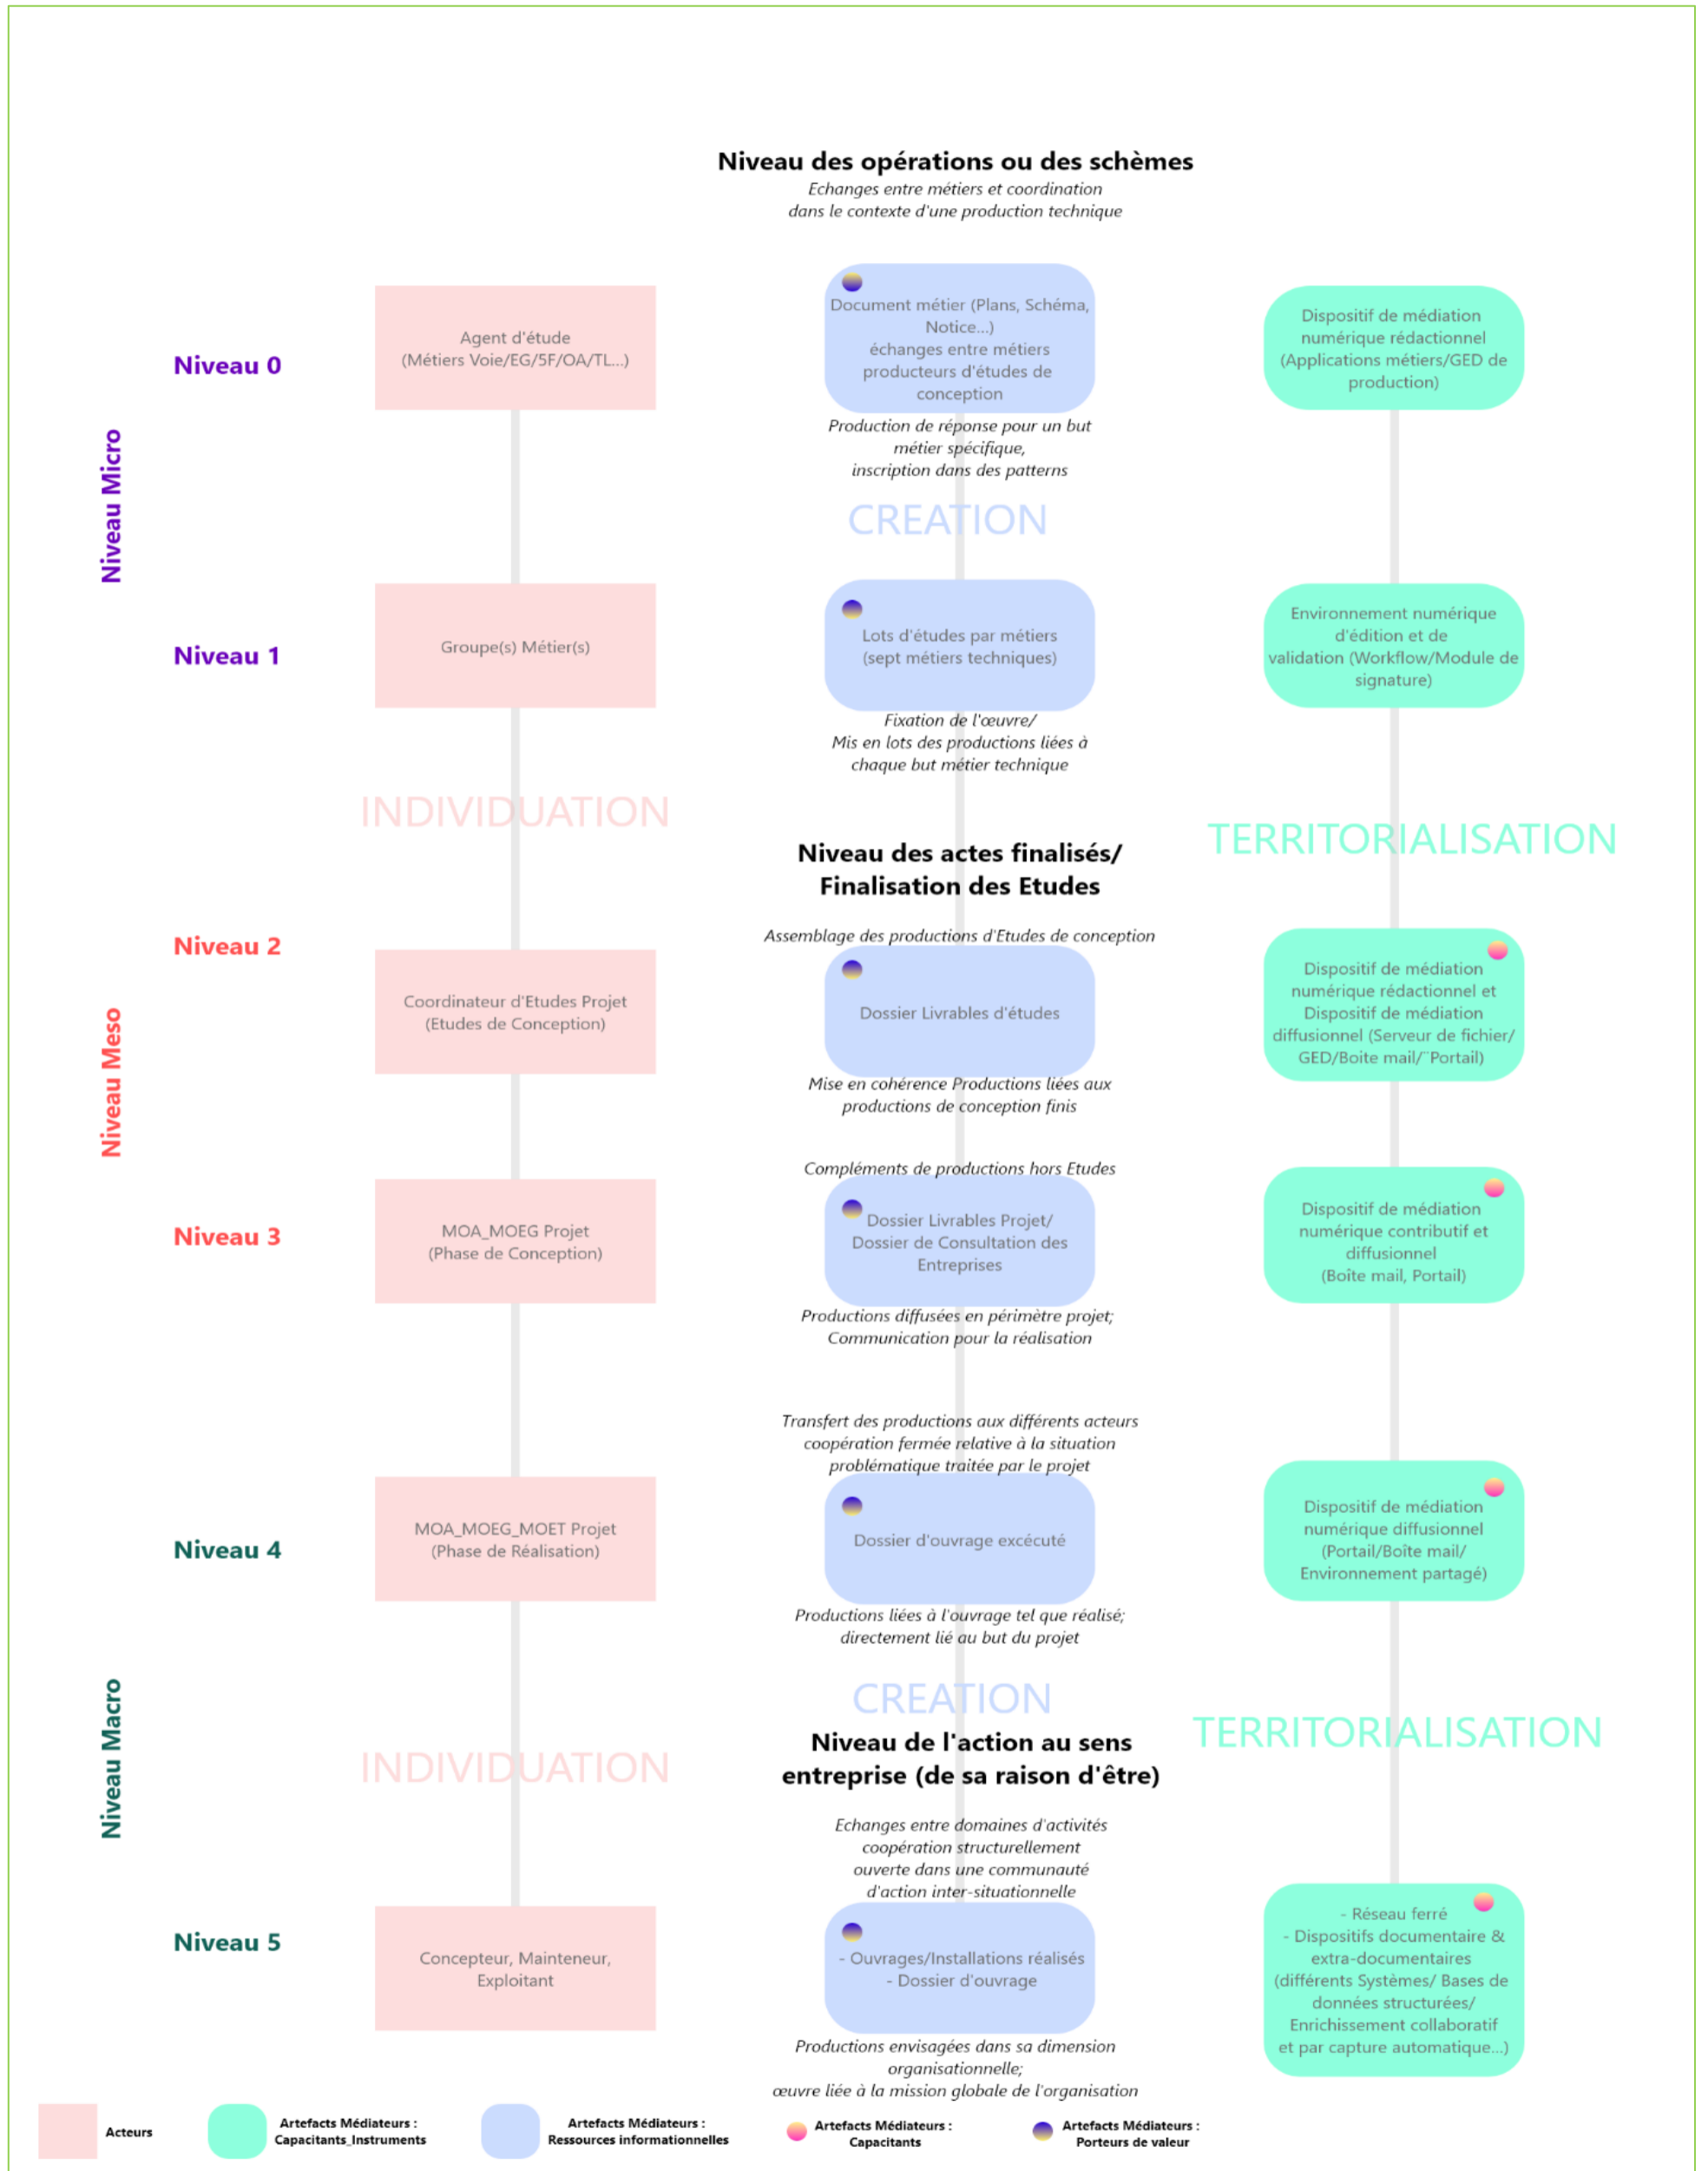 Niveau des opérations ou des schèmes
Echanges entre métiers et coordination
dans le contexte d'une production technique
Niveau Micro
Niveau 0
Agent d'étude
(Métiers Voie/EG/5F/OA/TL...)
Document métier (Plans, Schéma,
Notice...)
échanges entre métiers
producteurs d'études de
conception
Dispositif de médiation
numérique rédactionnel
(Applications métiers/GED de
production)
Production de réponse pour un but
métier spécifique,
inscription dans des patterns
CREATION
Niveau 1
Groupe(s) Métier(s)
Lots d'études par métiers
(sept métiers techniques)
Environnement numérique
d'édition et de
validation (Workflow/Module de
signature)
Fixation de l'œuvre/
Mis en lots des productions liées à
chaque but métier technique
INDIVIDUATION
TERRITORIALISATION
Niveau des actes finalisés/
Finalisation des Etudes
Niveau Meso
Niveau 2
Assemblage des productions d'Etudes de conception
Coordinateur d'Etudes Projet
(Etudes de Conception)
Dossier Livrables d'études
Dispositif de médiation
numérique rédactionnel et
Dispositif de médiation
diffusionnel (Serveur de fichier/
GED/Boite mail/¨Portail)
Mise en cohérence Productions liées aux
productions de conception finis
Compléments de productions hors Etudes
Niveau 3
MOA_MOEG Projet
(Phase de Conception)
Dossier Livrables Projet/
Dossier de Consultation des
Entreprises
Dispositif de médiation
numérique contributif et
diffusionnel
(Boîte mail, Portail)
Productions diffusées en périmètre projet;
Communication pour la réalisation
Transfert des productions aux différents acteurs
coopération fermée relative à la situation
problématique traitée par le projet
Niveau 4
MOA_MOEG_MOET Projet
(Phase de Réalisation)
Dossier d'ouvrage excécuté
Dispositif de médiation
numérique diffusionnel
(Portail/Boîte mail/
Environnement partagé)
Productions liées à l'ouvrage tel que réalisé;
directement lié au but du projet
Niveau Macro
CREATION
INDIVIDUATION
TERRITORIALISATION
Niveau de l'action au sens
entreprise (de sa raison d'être)
Echanges entre domaines d'activités
coopération structurellement
ouverte dans une communauté
d'action inter-situationnelle
Niveau 5
Concepteur, Mainteneur,
Exploitant
- Ouvrages/Installations réalisés
- Dossier d'ouvrage
- Réseau ferré
- Dispositifs documentaire &
extra-documentaires
(différents Systèmes/ Bases de
données structurées/
Enrichissement collaboratif
et par capture automatique...)
Productions envisagées dans sa dimension
organisationnelle;
œuvre liée à la mission globale de l'organisation
Acteurs
Artefacts Médiateurs :
Capacitants_Instruments
Artefacts Médiateurs :
Ressources informationnelles
Artefacts Médiateurs :
Capacitants
Artefacts Médiateurs :
Porteurs de valeur